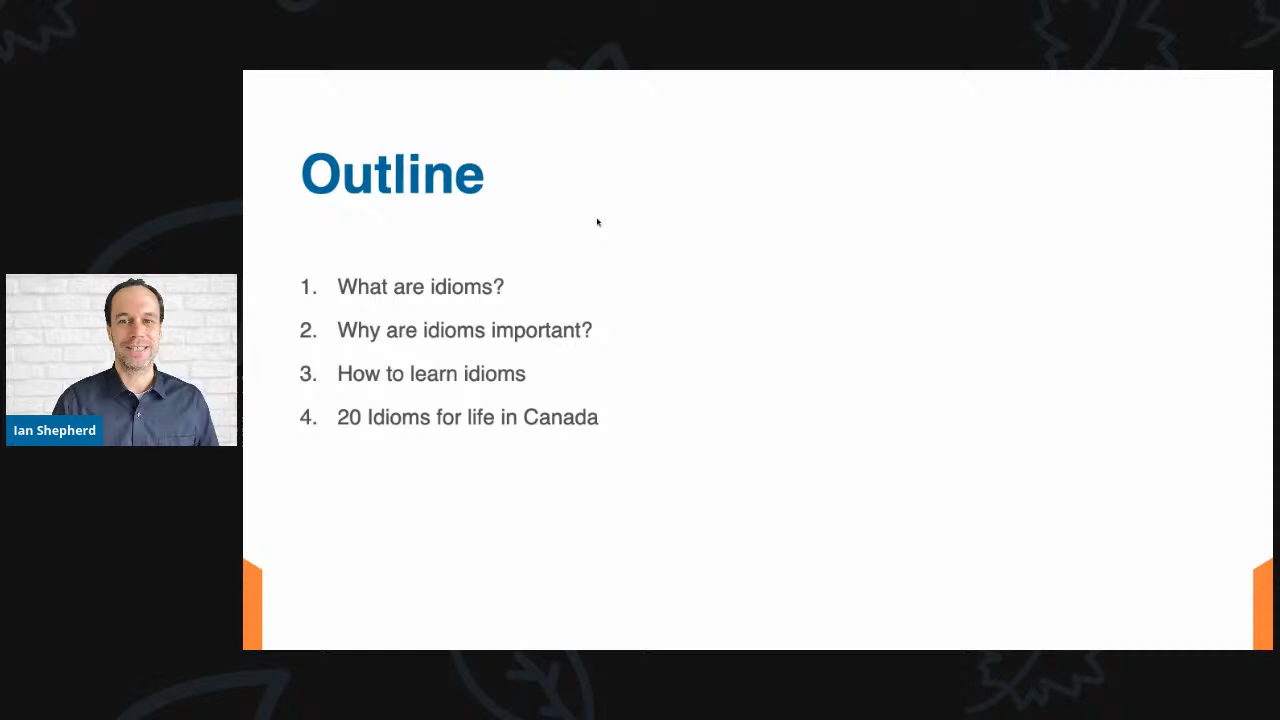 Outline
1. What are idioms?
2. Why are idioms important?
3. How to learn idioms
4. 20 Idioms for life in Canada
Ian Shepherd